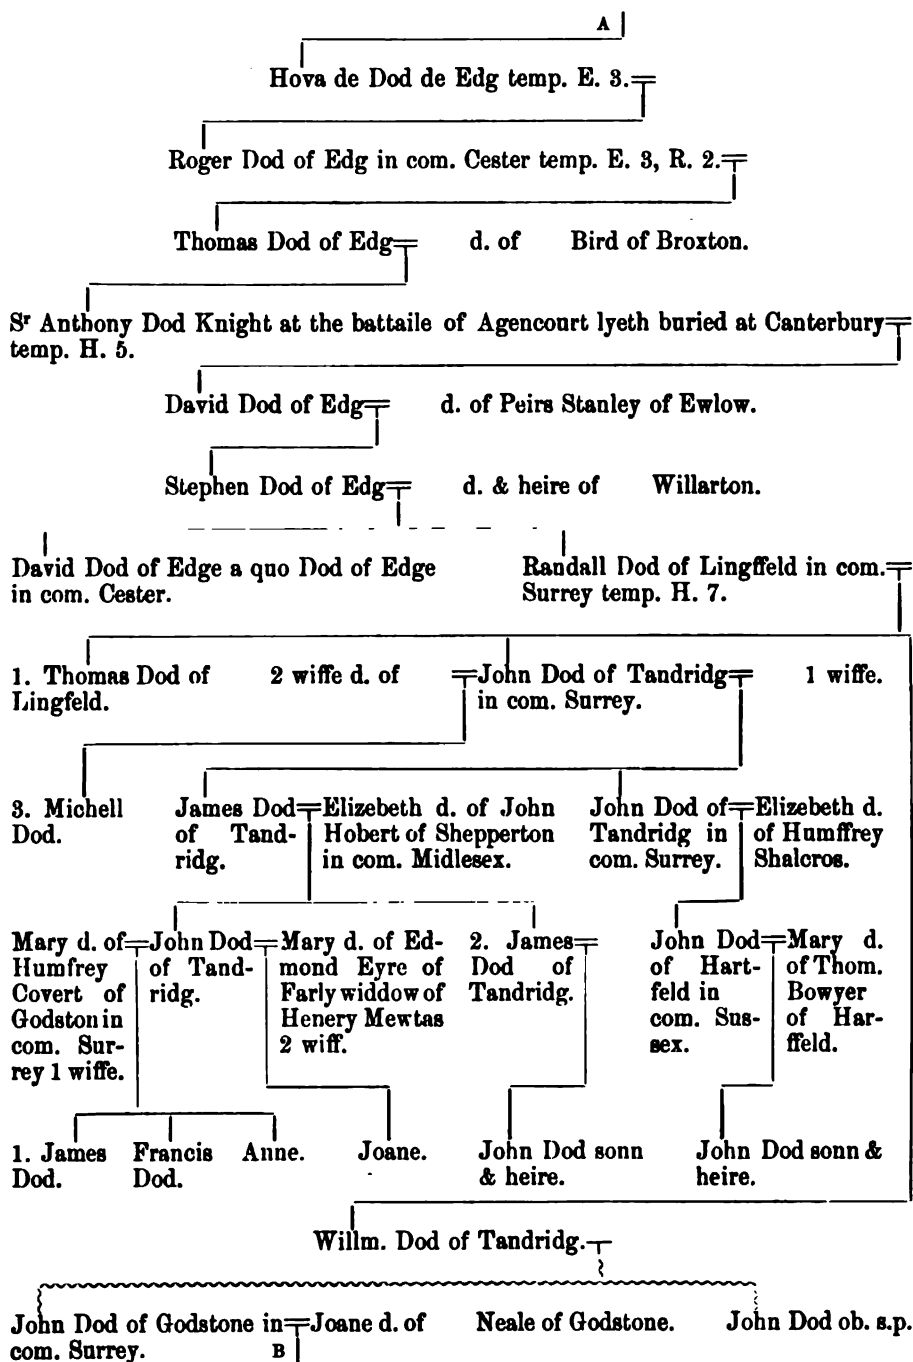 A
Hova de Dod de Edg temp. E. 3.
Roger Dod of Edg in com. Cester temp. E. 3, R. 2.
Thomas Dod of Edg d. of Bird of Broxton.
Sr Anthony Dod Knight at the battaile of Agencourt lyeth buried at Canterbury
temp. H. 5.
David Dod of Edg d. of Peirs Stanley of Ewlow.
Stephen Dod of Edg d. & heire of Willarton.
David Dod of Edge a quo Dod of Edge
in com. Cester.
Randall Dod of Lingffeld in com.
Surrey temp. H. 7.
1. Thomas Dod of
Lingfeld.
2 wiffe d. of
John Dod of Tandridg
in com. Surrey.
1 wiffe.
3. Michell
Dod.
James Dod
of Tand-
ridg.
Elizebeth d. of John
Hobert of Shepperton
in com. Midlesex.
John Dod of
Tandridg in
com. Surrey.
Elizebeth d.
of Humffrey
Shalcros.
Mary d. of
Humfrey
Covert of
Godston in
com. Sur-
rey 1 wiffe.
John Dod
of Tand-
ridg.
Mary d. of Ed-
mond Eyre of
Farly widdow of
Henery Mewtas
2 wiff.
2. James
Dod of
Tandridg.
John Dod
of Hart-
feld in
com. Sus-
sex.
Mary d.
of Thom.
Bowyer
of Har-
ffeld.
1. James
Dod.
Francis
Dod.
Anne.
Joane.
John Dod sonn
& heire.
John Dod sonn &
heire.
Willm. Dod of Tandridg.
John Dod of Godstone in
com. Surrey.
Joane d. of Neale of Godstone.
John Dod ob. s.p.
B